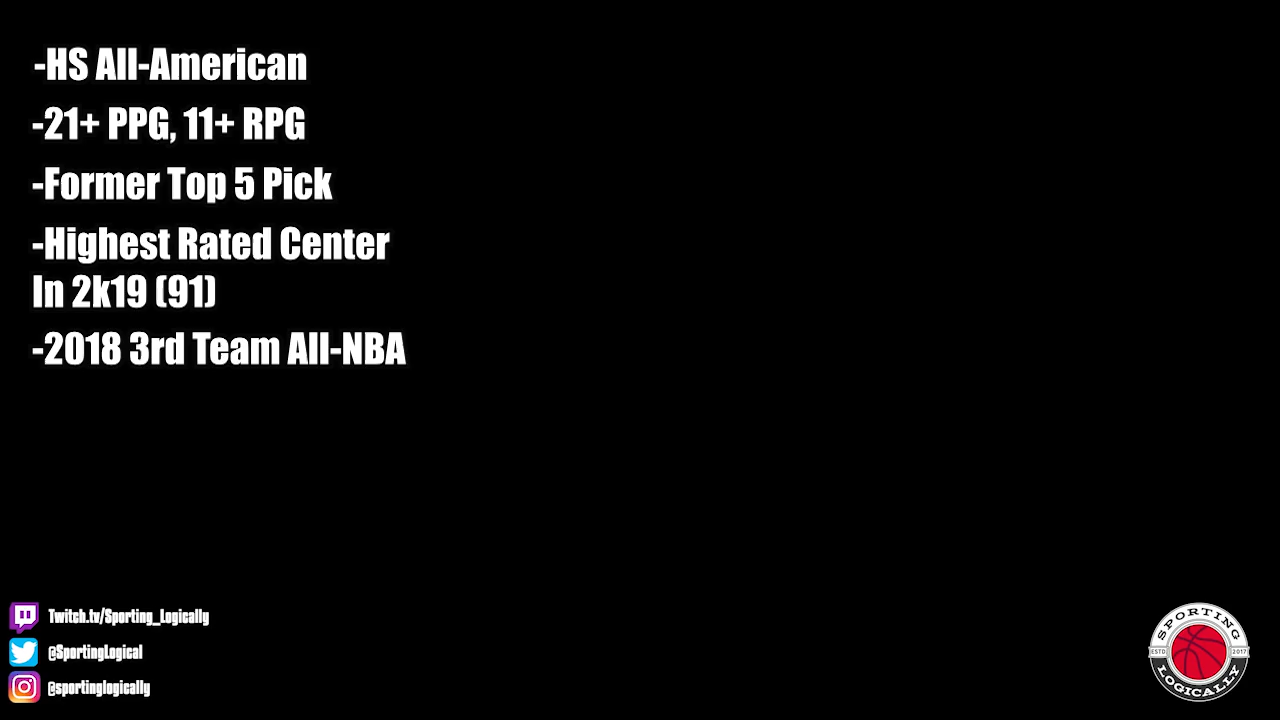 -HS All-American
-21+ PPG, 11+ RPG
-Former Top 5 Pick
-Highest Rated Center
In 2k19 (91)
-2018 3rd Team All-NBA
Twitch.tv/Sporting_Logically
@SportingLogical
@sportinglogically
SPORTING
ESTD 2017
LOGICALLY